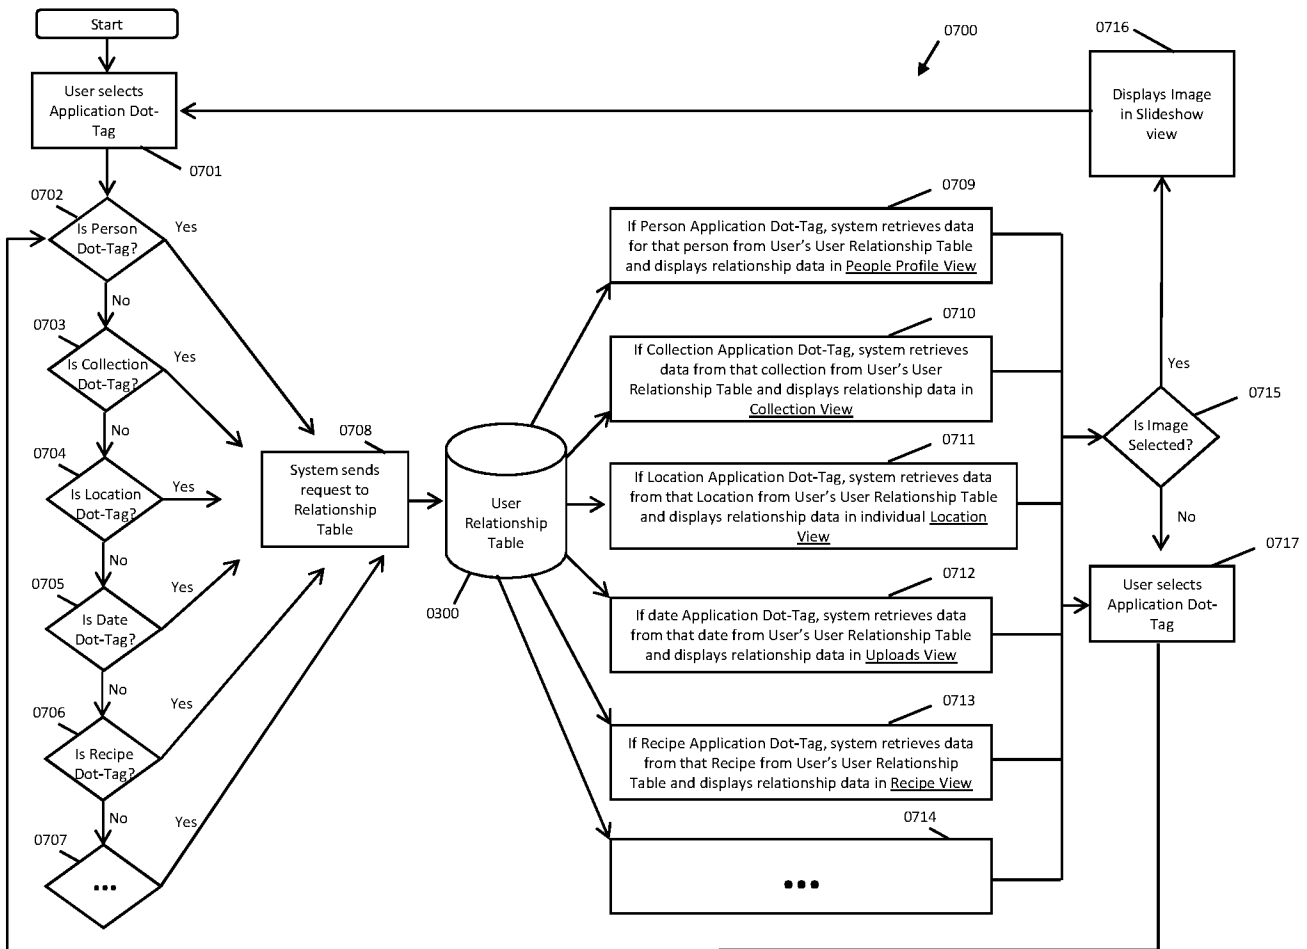 Start
0700
0716
User selects
Application Dot-
Tag
0701
Displays Image
in Slideshow
view
0702
Is Person
Dot-Tag?
Yes
No
0703
Is Collection
Dot-Tag?
Yes
No
0704
Is Location
Dot-Tag?
Yes
No
0705
Is Date
Dot-Tag?
Yes
No
0706
Is Recipe
Dot-Tag?
Yes
No
0707
...
Yes
0708
System sends
request to
Relationship
Table
User
Relationship
Table
0300
0709
If Person Application Dot-Tag, system retrieves data
for that person from User's User Relationship Table
and displays relationship data in People Profile View
0710
If Collection Application Dot-Tag, system retrieves
data from that collection from User's User
Relationship Table and displays relationship data in
Collection View
0711
If Location Application Dot-Tag, system retrieves data
from that Location from User's User Relationship Table
and displays relationship data in individual Location
View
0712
If date Application Dot-Tag, system retrieves data
from that date from User's User Relationship Table
and displays relationship data in Uploads View
0713
If Recipe Application Dot-Tag, system retrieves data
from that Recipe from User's User Relationship
Table and displays relationship data in Recipe View
0714
...
0715
Is Image
Selected?
Yes
No
0717
User selects
Application Dot-
Tag